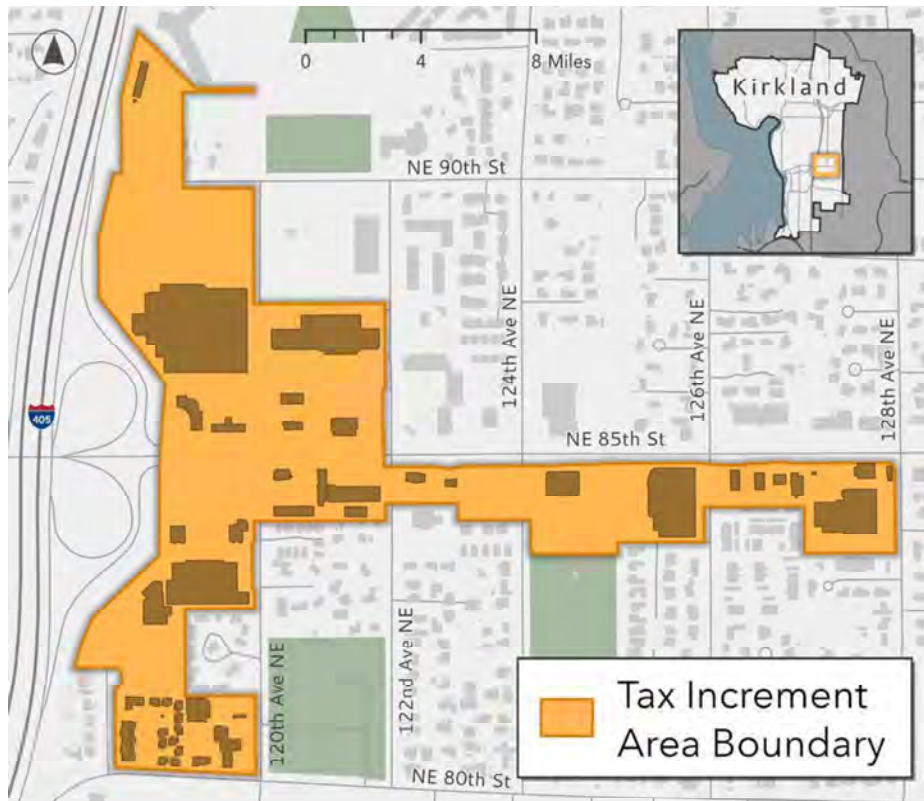 0 4 8 Miles
Kirkland
NE 90th St
124th Ave NE
126th Ave NE
128th Ave NE
405
NE 85th St
120th Ave NE
122nd Ave NE
NE 80th St
Tax Increment
Area Boundary